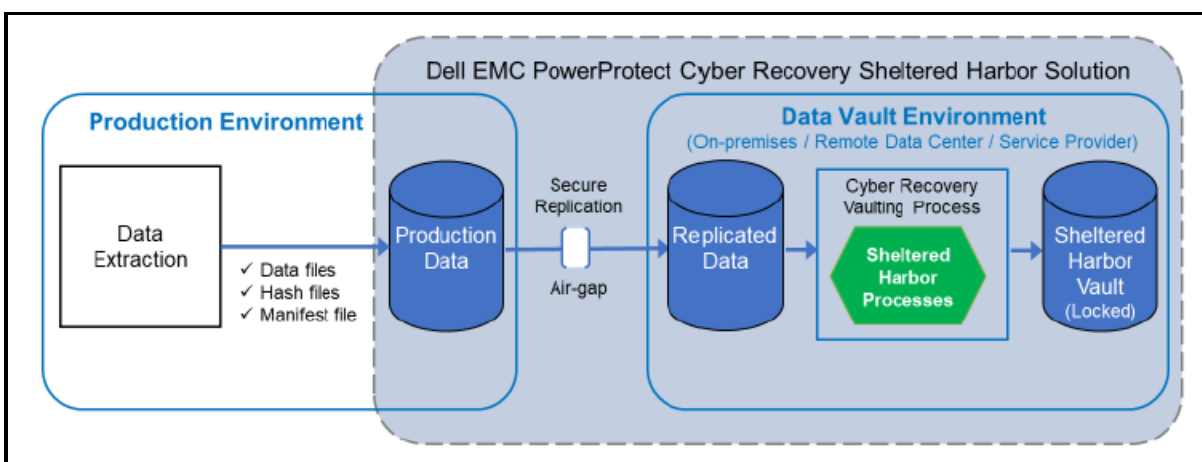 Dell EMC PowerProtect Cyber Recovery Sheltered Harbor Solution
Production Environment
Data
Extraction
✓ Data files
✓ Hash files
✓ Manifest file
Production
Data
Secure
Replication
Air-gap
Data Vault Environment
(On-premises / Remote Data Center / Service Provider)
Replicated
Data
Cyber Recovery
Vaulting Process
Sheltered
Harbor
Processes
Sheltered
Harbor
Vault
(Locked)